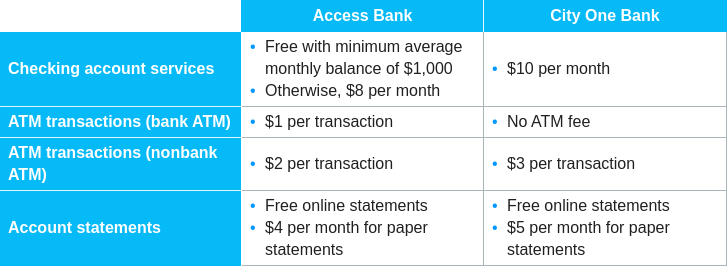 Access Bank
City One Bank
Checking account services
• Free with minimum average
monthly balance of $1,000
• Otherwise, $8 per month
• $10 per month
ATM transactions (bank ATM)
• $1 per transaction
• No ATM fee
ATM transactions (nonbank
ATM)
• $2 per transaction
• $3 per transaction
Account statements
• Free online statements
• $4 per month for paper
statements
• Free online statements
• $5 per month for paper
statements